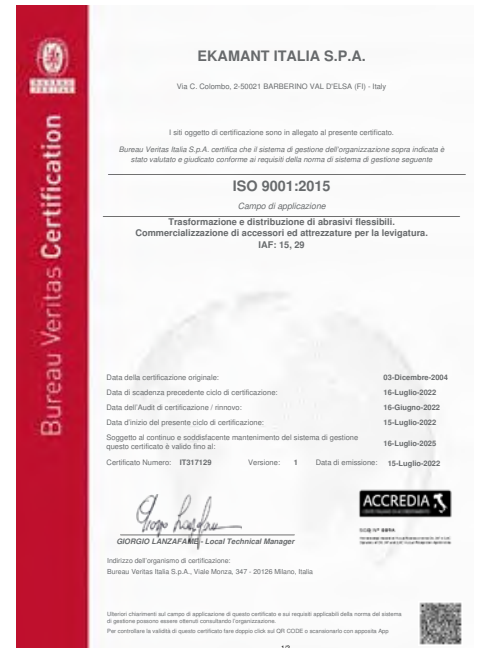 BUREAU VERITAS
Bureau Veritas Certification
EKAMANT ITALIA S.P.A.
Via C. Colombo, 2-50021 BARBERINO VAL D'ELSA (FI) - Italy
I siti oggetto di certificazione sono in allegato al presente certificato.
Bureau Veritas Italia S.p.A. certifica che il sistema di gestione dell'organizzazione sopra indicata è
stato valutato e giudicato conforme ai requisiti della norma di sistema di gestione seguente
ISO 9001:2015
Campo di applicazione
Trasformazione e distribuzione di abrasivi flessibili.
Commercializzazione di accessori ed attrezzature per la levigatura.
IAF: 15, 29
Data della certificazione originale: 03-Dicembre-2004
Data di scadenza precedente ciclo di certificazione: 16-Luglio-2022
Data dell'Audit di certificazione / rinnovo: 16-Giugno-2022
Data d'inizio del presente ciclo di certificazione: 15-Luglio-2022
Soggetto al continuo e soddisfacente mantenimento del sistema di gestione
questo certificato è valido fino al: 16-Luglio-2025
Certificato Numero: IT317129 Versione: 1 Data di emissione: 15-Luglio-2022
ACCREDIA
GIORGIO LANZAFAME - Local Technical Manager
Indirizzo dell'organismo di certificazione:
Bureau Veritas Italia S.p.A., Viale Monza, 347 - 20126 Milano, Italia
Ulteriori chiarimenti sul campo di applicazione di questo certificato e sui requisiti applicabili della norma del sistema
di gestione possono essere ottenuti consultando l'organizzazione.
Per controllare la validità di questo certificato fare doppio click sul QR CODE o scansionarlo con apposita App